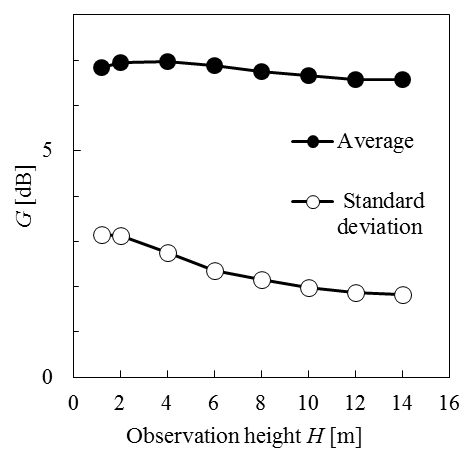 5
0
G [dB]
Average
Standard
deviation
0 2 4 6 8 10 12 14 16
Observation height H [m]